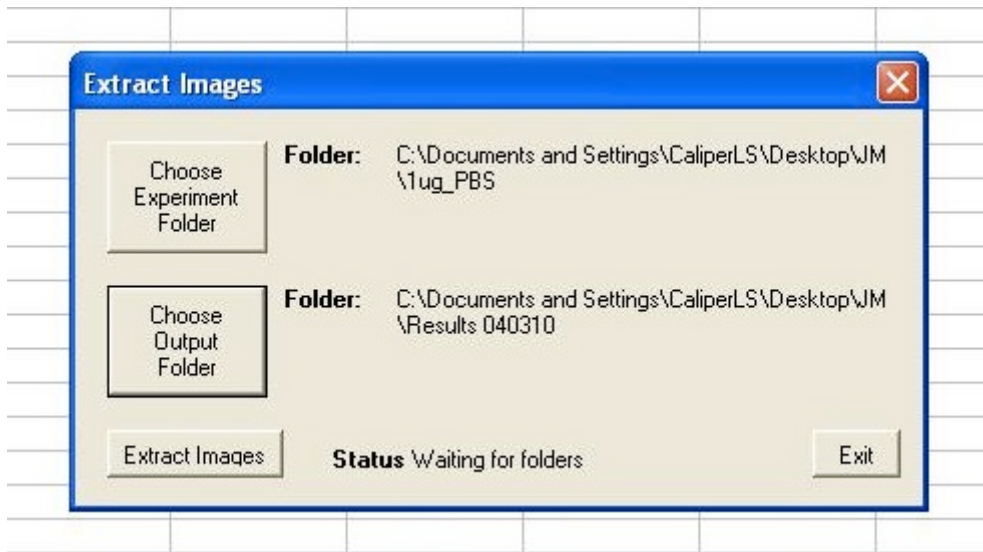 Extract Images
Choose
Experiment
Folder
Folder: C:\Documents and Settings\CaliperLS\Desktop\JM
\1ug_PBS
Choose
Output
Folder
Folder: C:\Documents and Settings\CaliperLS\Desktop\JM
\Results 040310
Extract Images
Status Waiting for folders
Exit